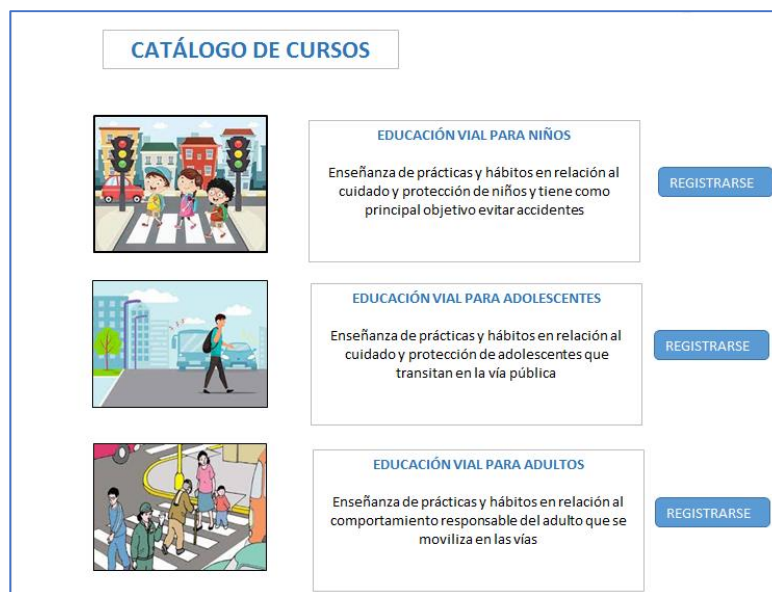 CATÁLOGO DE CURSOS
EDUCACIÓN VIAL PARA NIÑOS
Enseñanza de prácticas y hábitos en relación al
cuidado y protección de niños y tiene como
principal objetivo evitar accidentes
REGISTRARSE
EDUCACIÓN VIAL PARA ADOLESCENTES
Enseñanza de prácticas y hábitos en relación al
cuidado y protección de adolescentes que
transitan en la vía pública
REGISTRARSE
EDUCACIÓN VIAL PARA ADULTOS
Enseñanza de prácticas y hábitos en relación al
comportamiento responsable del adulto que se
moviliza en las vías
REGISTRARSE